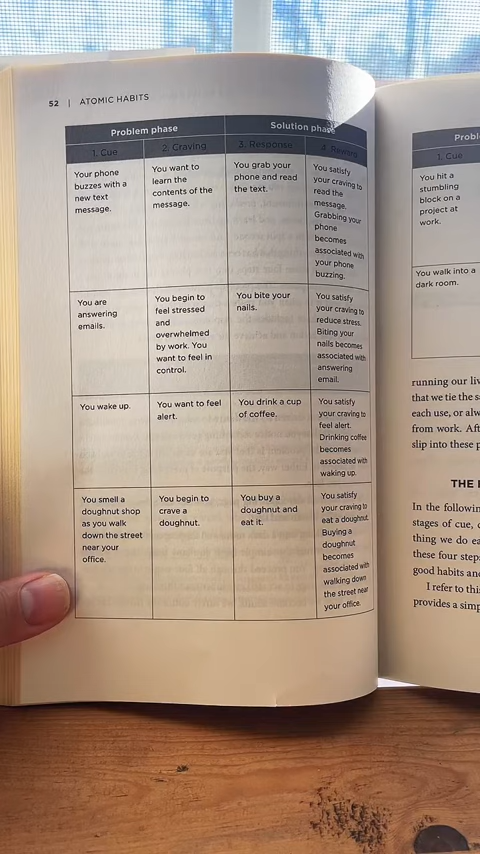 52 | ATOMIC HABITS
Problem phase
Solution phase
1. Cue
2. Craving
3. Response
4. Reward
Your phone
buzzes with a
new text
message.
You want to
learn the
contents of the
message.
You grab your
phone and read
the text.
You satisfy
your craving to
read the
message.
Grabbing your
phone
becomes
associated with
your phone
buzzing.
You are
answering
emails.
You begin to
feel stressed
and
overwhelmed
by work. You
want to feel in
control.
You bite your
nails.
You satisfy
your craving to
reduce stress.
Biting your
nails becomes
associated with
answering
email.
You wake up.
You want to feel
alert.
You drink a cup
of coffee.
You satisfy
your craving to
feel alert.
Drinking coffee
becomes
associated with
waking up.
You smell a
doughnut shop
as you walk
down the street
near your
office.
You begin to
crave a
doughnut.
You buy a
doughnut and
eat it.
You satisfy
your craving to
eat a doughnut.
Buying a
doughnut
becomes
associated with
walking down
the street near
your office.
1. Cue
You hit a
stumbling
block on a
project at
work.
You walk into a
dark room.
running our
that we tie the
each use, or
from work.
slip into these
THE
In the
stages of cue,
thing we do
these four
good habits
I refer to
provides a